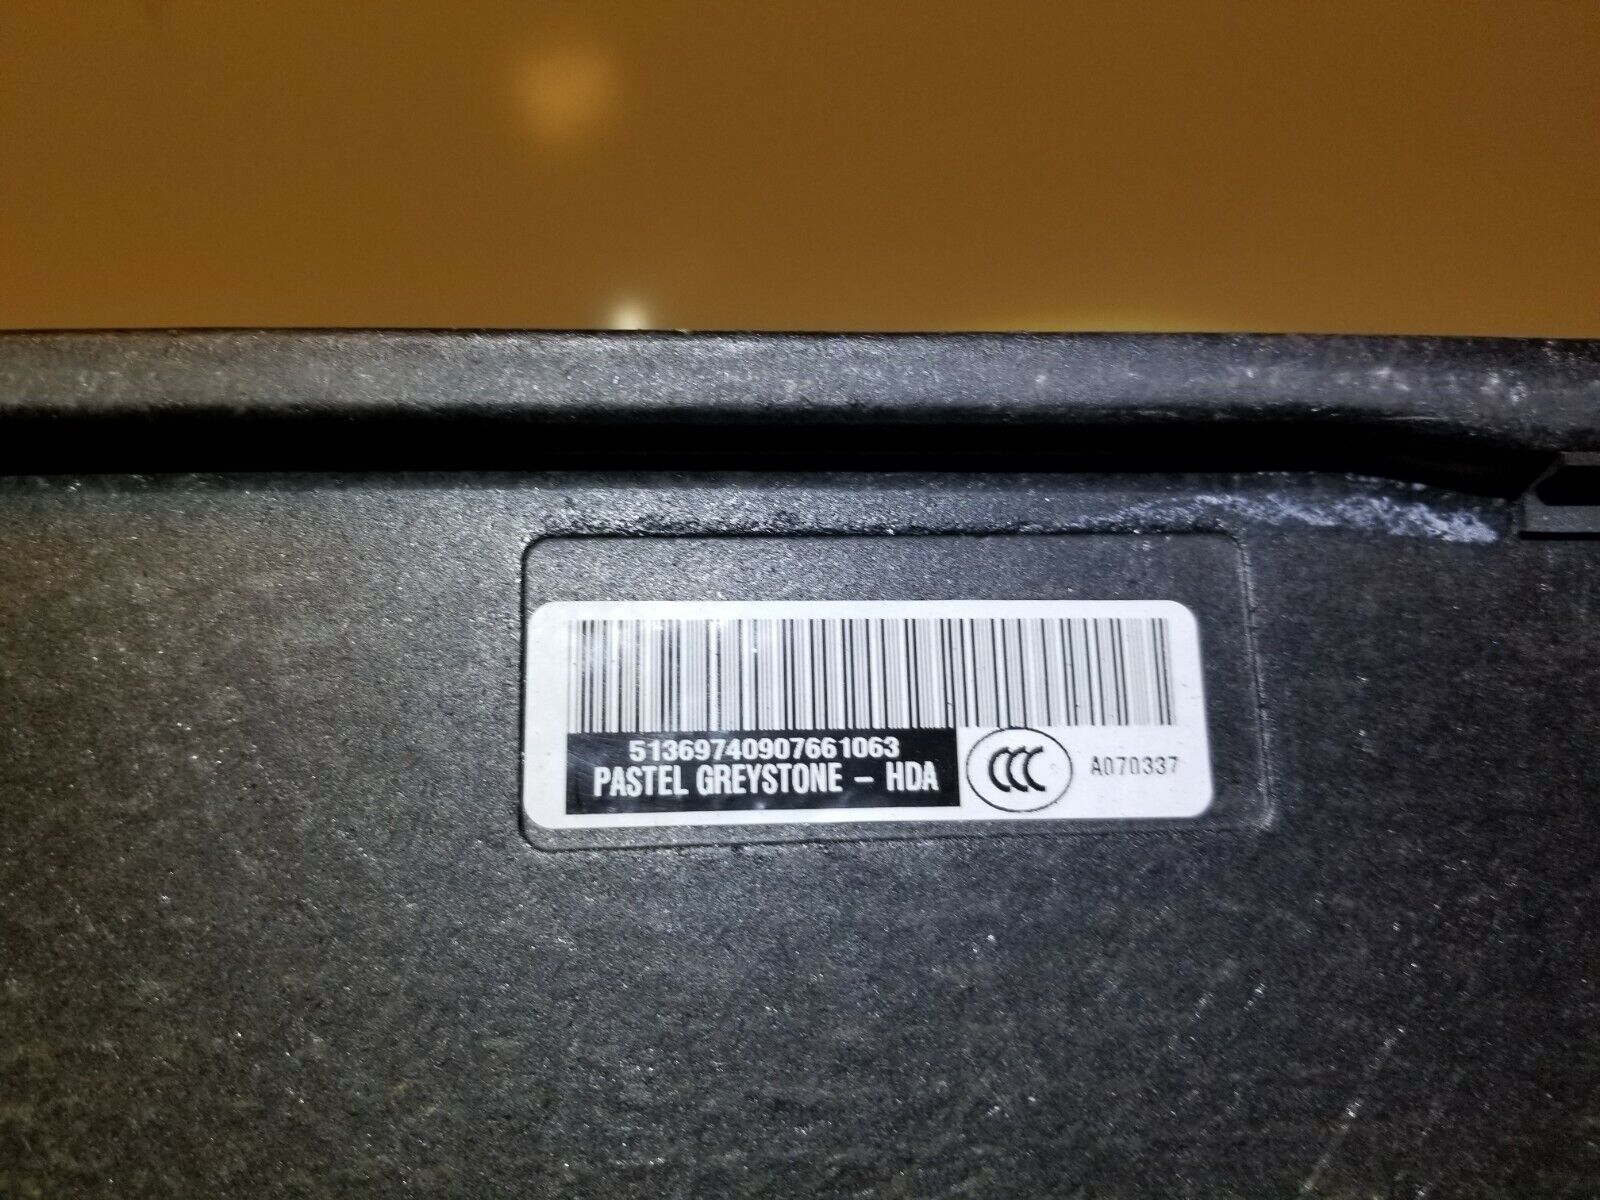 51369740907661063
PASTEL GREYSTONE - HDA
CCC
A070337